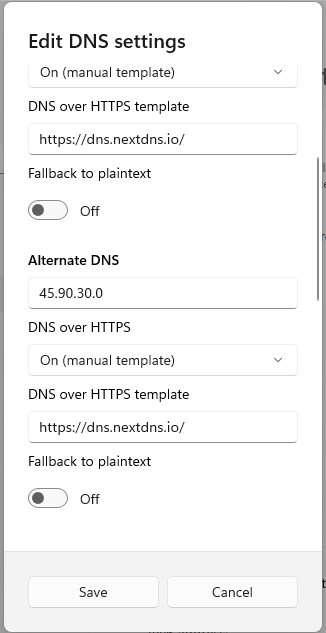 Edit DNS settings
On (manual template)
DNS over HTTPS template
https://dns.nextdns.io/
Fallback to plaintext
Off
Alternate DNS
45.90.30.0
DNS over HTTPS
On (manual template)
DNS over HTTPS template
https://dns.nextdns.io/
Fallback to plaintext
Off
Save
Cancel